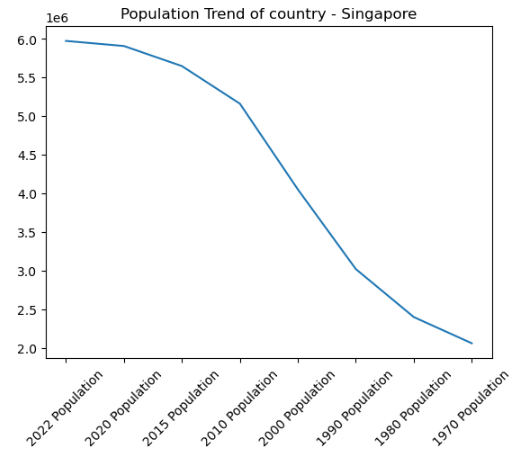 Population Trend of country - Singapore
1e6
6.0
5.5
5.0
4.5
4.0
3.5
3.0
2.5
2.0
2022 Population
2020 Population
2015 Population
2010 Population
2000 Population
1990 Population
1980 Population
1970 Population